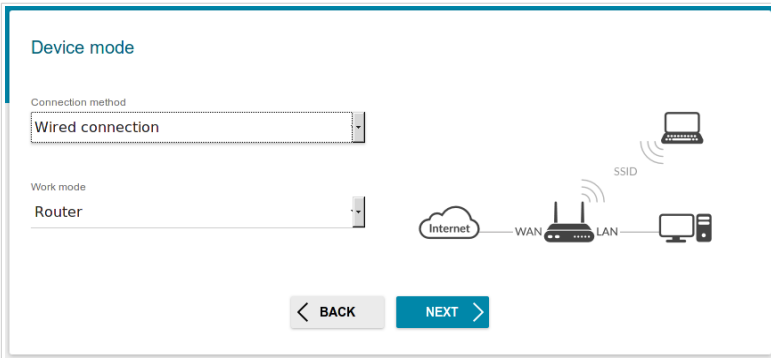 Device mode
Connection method
Wired connection
Work mode
Router
SSID
Internet
WAN
LAN
BACK
NEXT